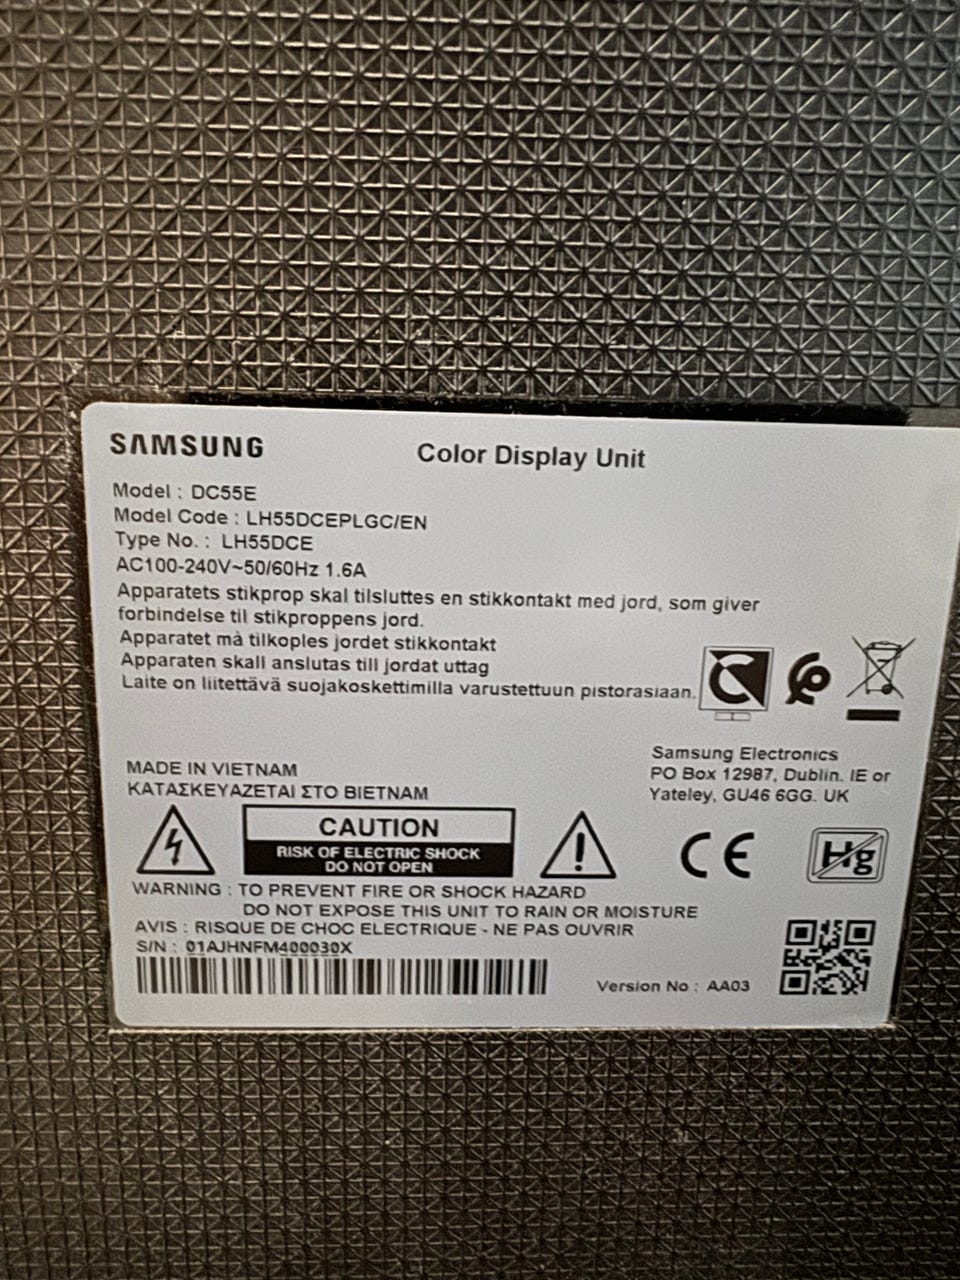 SAMSUNG
Color Display Unit
Model : DC55E
Model Code : LH55DCEPLGC/EN
Type No. : LH55DCE
AC100-240V~50/60Hz 1.6A
Apparatets stikprop skal tilsluttes en stikkontakt med jord, som giver
forbindelse til stikproppens jord.
Apparatet må tilkoples jordet stikkontakt
Apparaten skall anslutas till jordat uttag
Laite on liitettävä suojakoskettimilla varustettuun pistorasiaan.
Samsung Electronics
PO Box 12987, Dublin. IE or
Yateley, GU46 6GG. UK
MADE IN VIETNAM
ΚΑΤΑΣΚΕΥΑΖΕΤΑΙ ΣΤΟ ΒΙΕΤΝΑΜ
CAUTION
RISK OF ELECTRIC SHOCK
DO NOT OPEN
CE
Hg
WARNING : TO PREVENT FIRE OR SHOCK HAZARD
DO NOT EXPOSE THIS UNIT TO RAIN OR MOISTURE
AVIS : RISQUE DE CHOC ELECTRIQUE - NE PAS OUVRIR
S/N : 01AJHNFM400030X
Version No : AA03